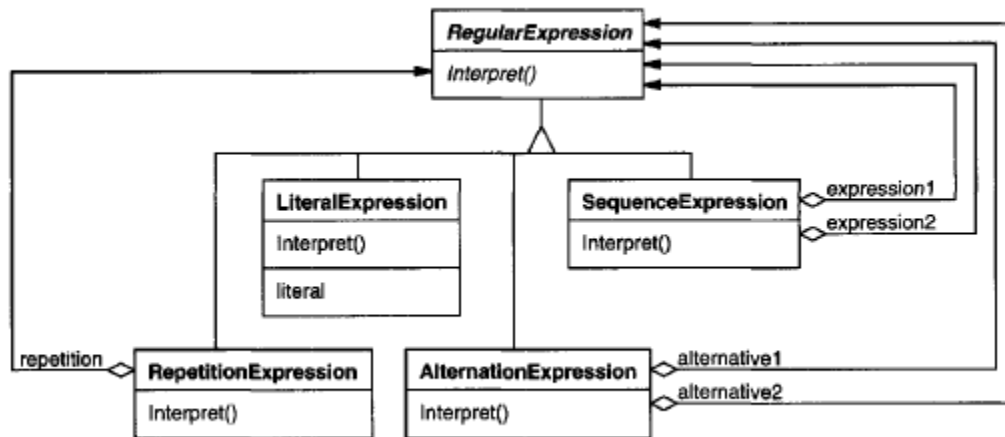 RegularExpression
Interpret()
LiteralExpression
Interpret()
literal
SequenceExpression
Interpret()
expression1
expression2
repetition
RepetitionExpression
Interpret()
AlternationExpression
Interpret()
alternative1
alternative2